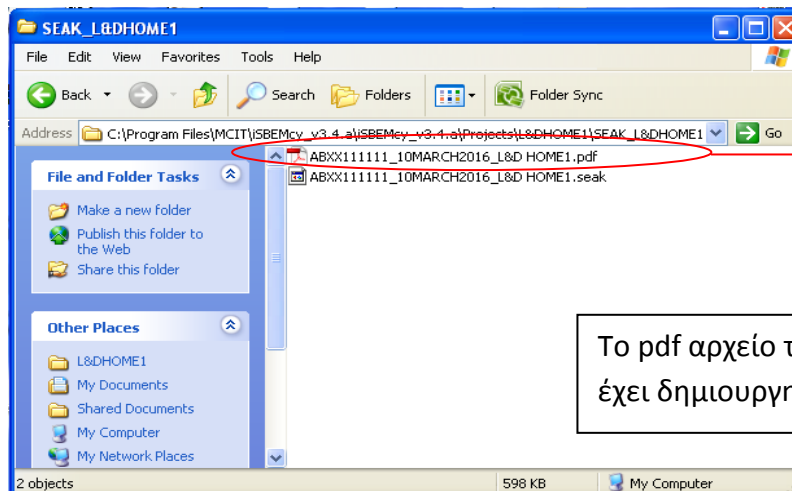 SEAK_L&DHOME1
File Edit View Favorites Tools Help
Back Search Folders Folder Sync
Address C:\Program Files\MCIT\iSBEMcy_v3.4.a\iSBEMcy_v3.4.a\Projects\L&DHOME1\SEAK_L&DHOME1 Go
File and Folder Tasks
Make a new folder
Publish this folder to
the Web
Share this folder
Other Places
L&DHOME1
My Documents
Shared Documents
My Computer
My Network Places
ABXX111111_10MARCH2016_L&D HOME1.pdf
ABXX111111_10MARCH2016_L&D HOME1.seak
Το pdf αρχείο τ
έχει δημιουργη
2 objects 598 KB My Computer